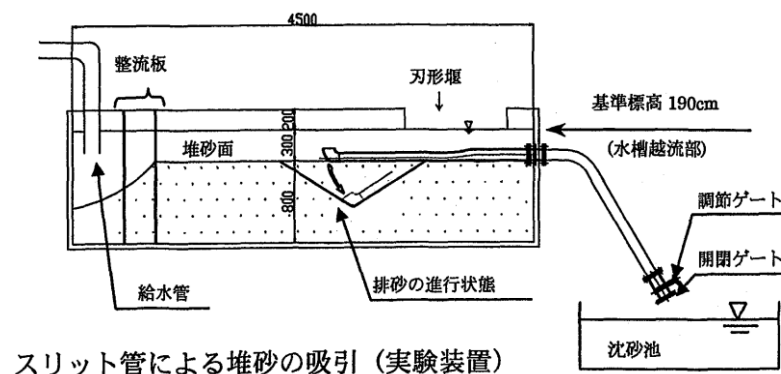 4500
整流板
刃形堰
基準標高 190cm
(水槽越流部)
堆砂面
200
300
800
給水管
排砂の進行状態
調節ゲート
開閉ゲート
沈砂池
スリット管による堆砂の吸引（実験装置）